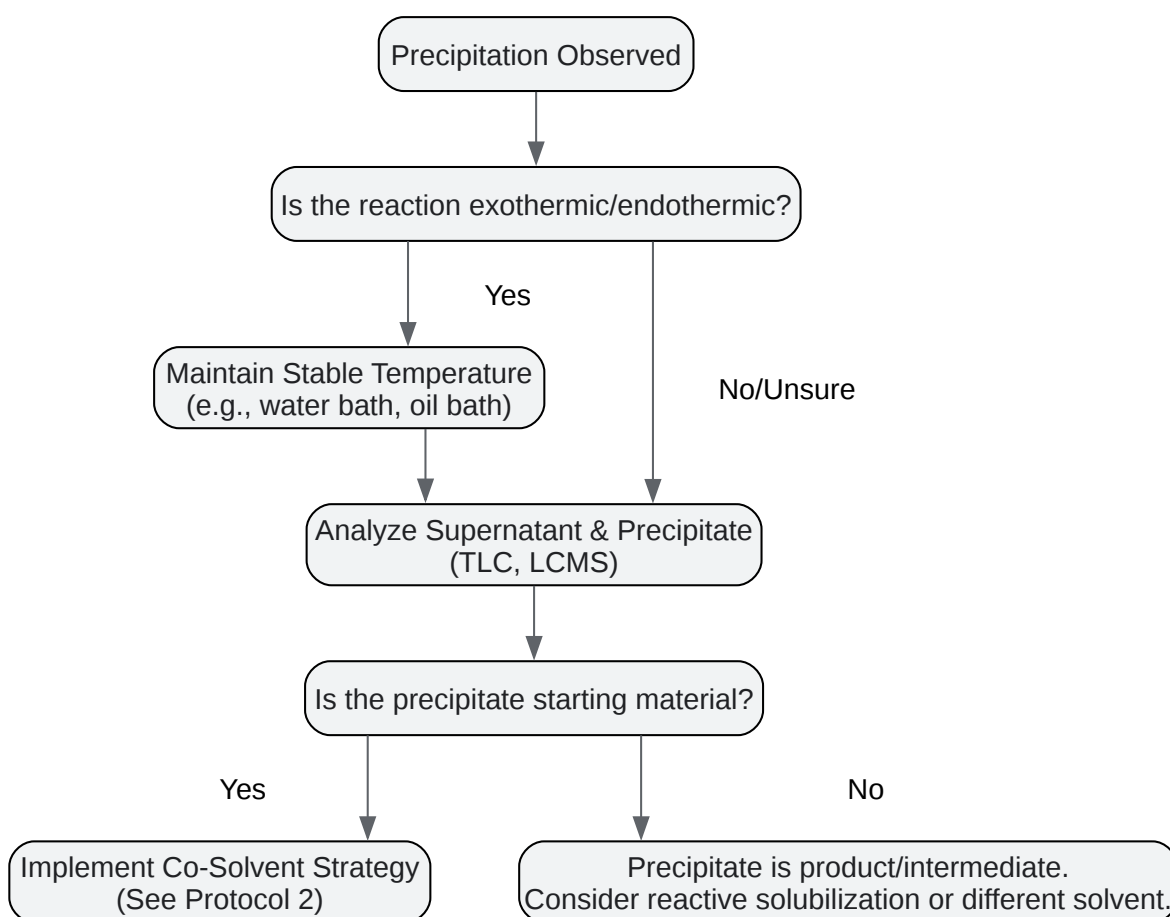 Precipitation Observed
Is the reaction exothermic/endothermic?
Yes
Maintain Stable Temperature
(e.g., water bath, oil bath)
No/Unsure
Analyze Supernatant & Precipitate
(TLC, LCMS)
Is the precipitate starting material?
Yes
No
Implement Co-Solvent Strategy
(See Protocol 2)
Precipitate is product/intermediate.
Consider reactive solubilization or different solvent.